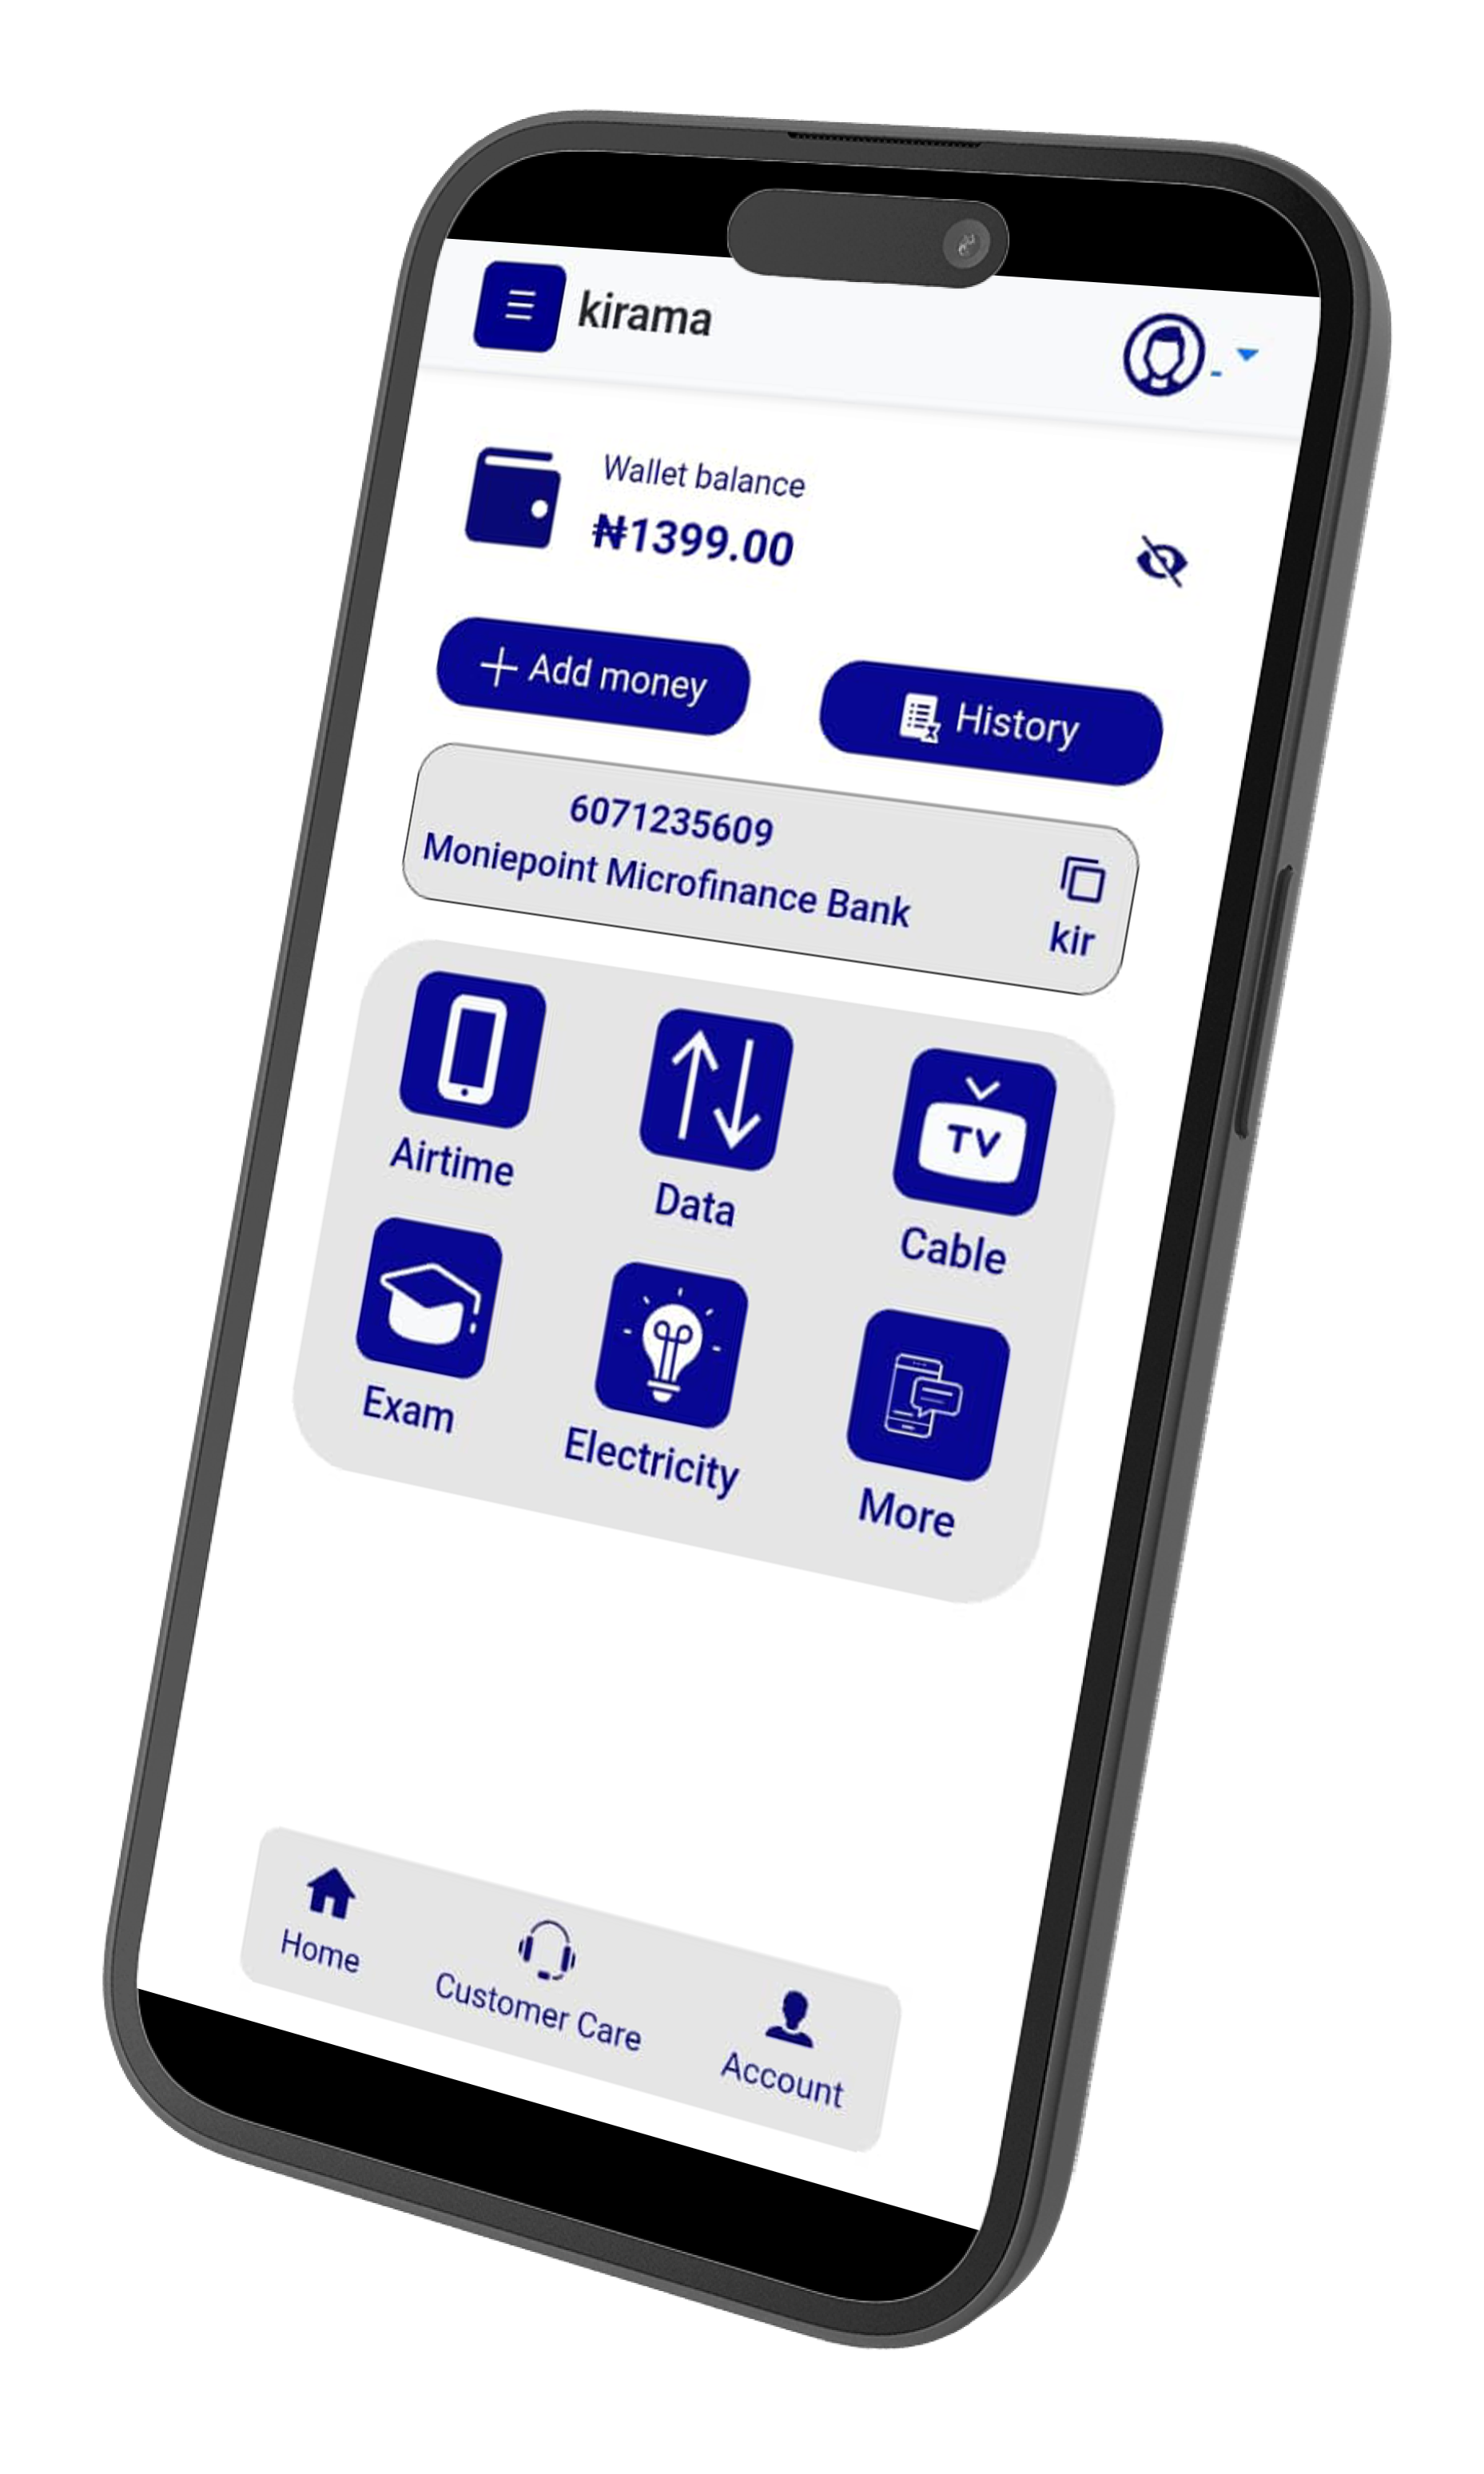 kirama
Wallet balance
₦1399.00
Add money
History
6071235609
Moniepoint Microfinance Bank
kir
Airtime
Data
TV
Cable
Exam
Electricity
More
Home
Customer Care
Account